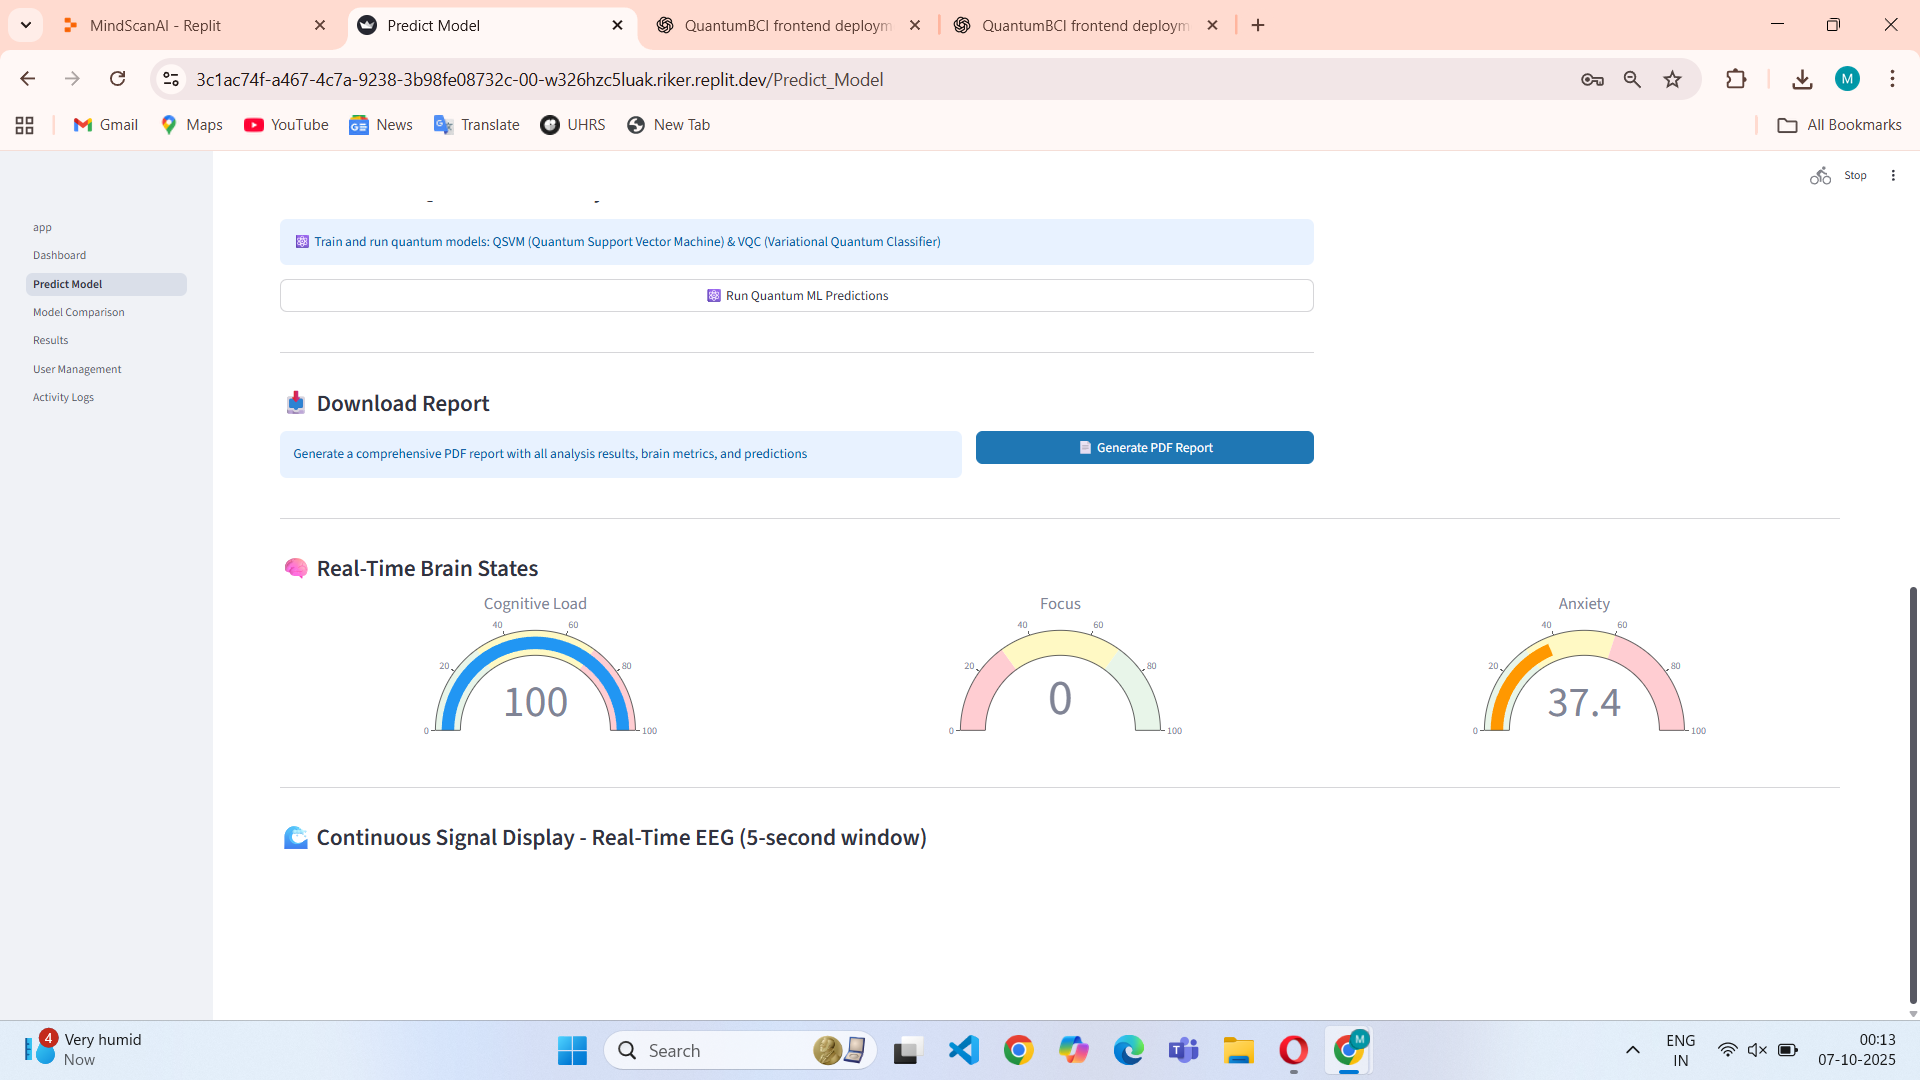 MindScanAI - Replit
Predict Model
QuantumBCI frontend deploym
QuantumBCI frontend deploym
3c1ac74f-a467-4c7a-9238-3b98fe08732c-00-w326hzc5luak.riker.replit.dev/Predict_Model
M
Gmail
Maps
YouTube
News
Translate
UHRS
New Tab
All Bookmarks
Stop
app
Dashboard
Predict Model
Model Comparison
Results
User Management
Activity Logs
Train and run quantum models: QSVM (Quantum Support Vector Machine) & VQC (Variational Quantum Classifier)
Run Quantum ML Predictions
Download Report
Generate a comprehensive PDF report with all analysis results, brain metrics, and predictions
Generate PDF Report
Real-Time Brain States
Cognitive Load
0 20 40 60 80 100
100
Focus
0 20 40 60 80 100
0
Anxiety
0 20 40 60 80 100
37.4
Continuous Signal Display - Real-Time EEG (5-second window)
4
Very humid
Now
Search
M
ENG
IN
00:13
07-10-2025